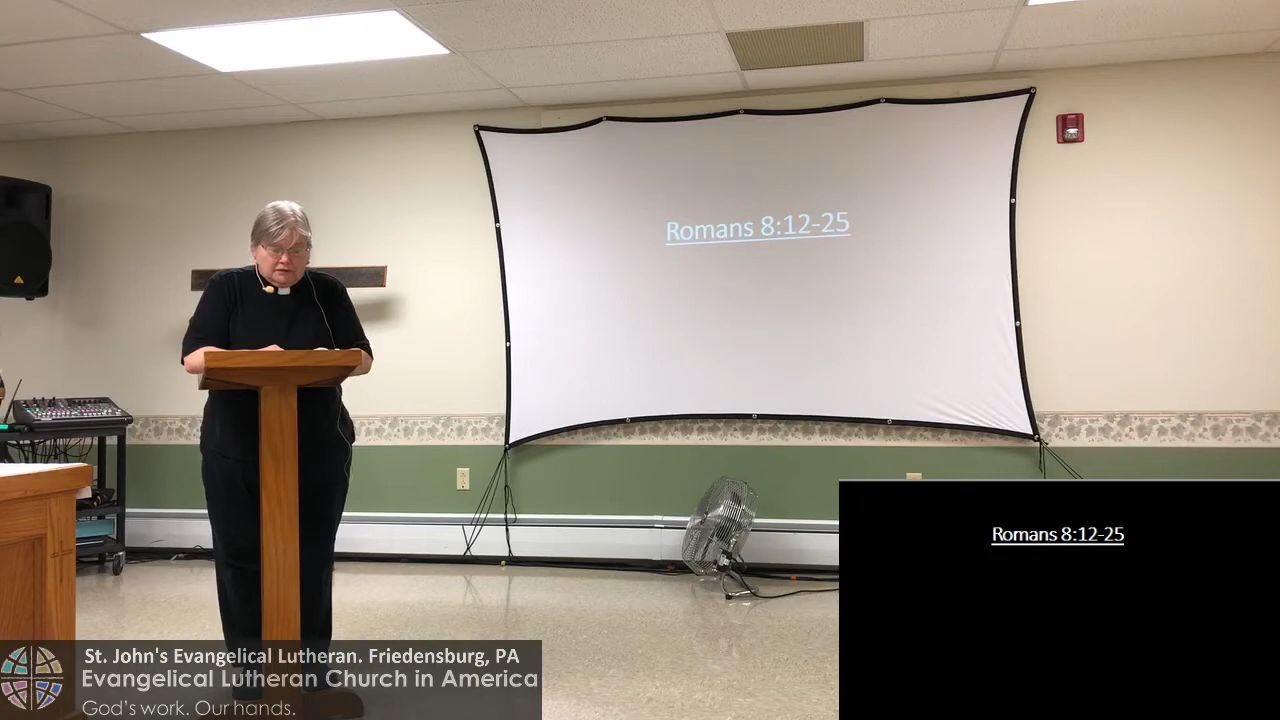 Romans 8:12-25
Romans 8:12-25
St. John's Evangelical Lutheran. Friedensburg, PA
Evangelical Lutheran Church in America
God's work. Our hands.